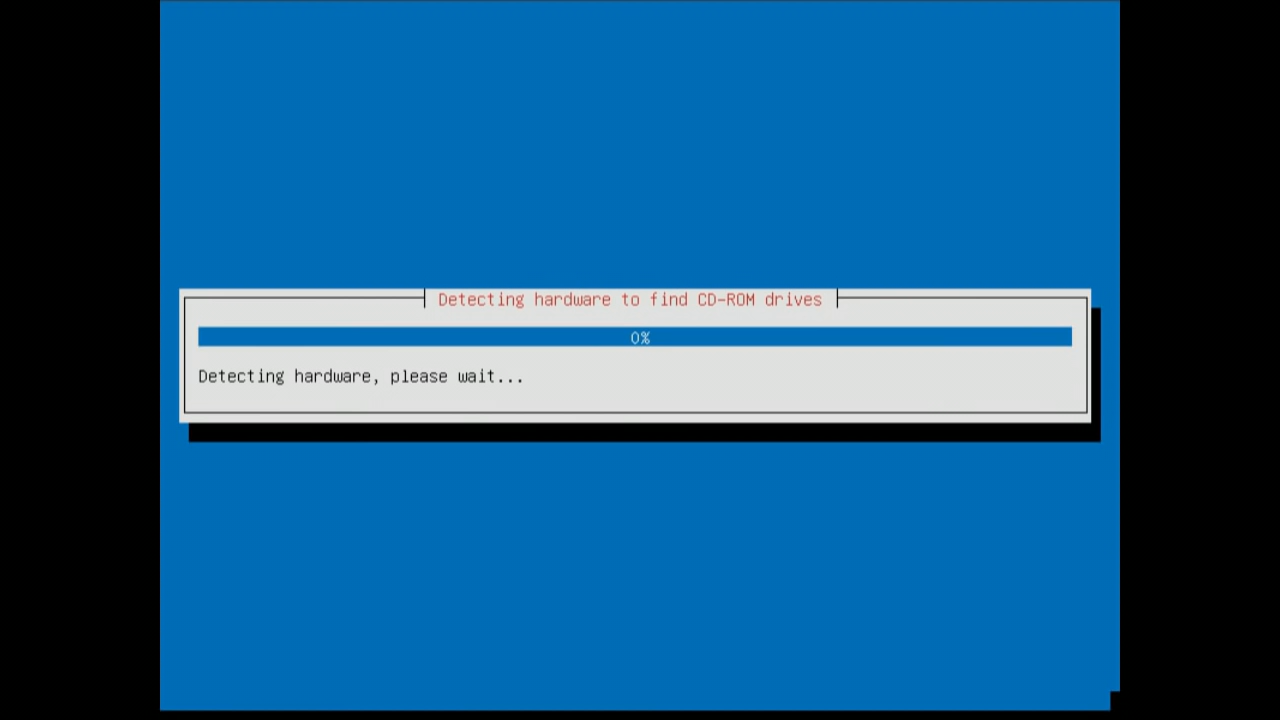 Detecting hardware to find CD-ROM drives
0%
Detecting hardware, please wait...